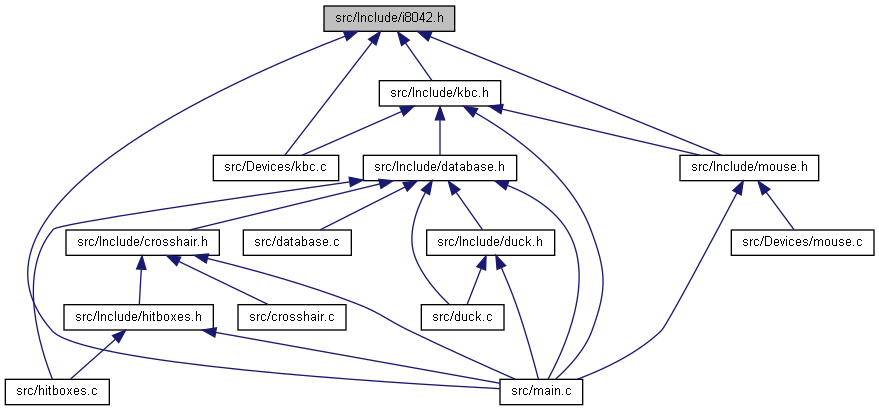 src/Include/i8042.h
src/Include/kbc.h
src/Devices/kbc.c
src/Include/database.h
src/Include/mouse.h
src/Include/crosshair.h
src/database.c
src/Include/duck.h
src/Devices/mouse.c
src/Include/hitboxes.h
src/crosshair.c
src/duck.c
src/hitboxes.c
src/main.c